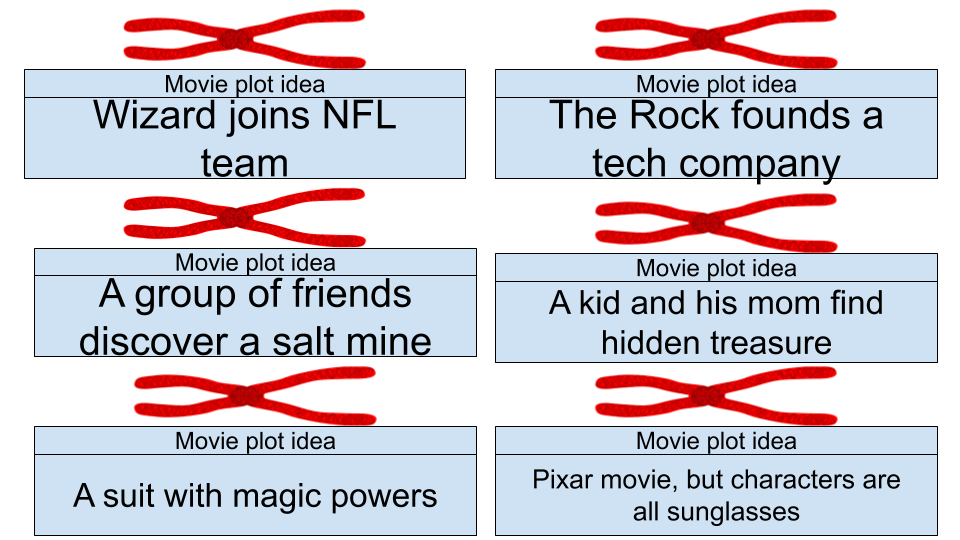 Movie plot idea
Wizard joins NFL
team
Movie plot idea
The Rock founds a
tech company
Movie plot idea
A group of friends
discover a salt mine
Movie plot idea
A kid and his mom find
hidden treasure
Movie plot idea
A suit with magic powers
Movie plot idea
Pixar movie, but characters are
all sunglasses